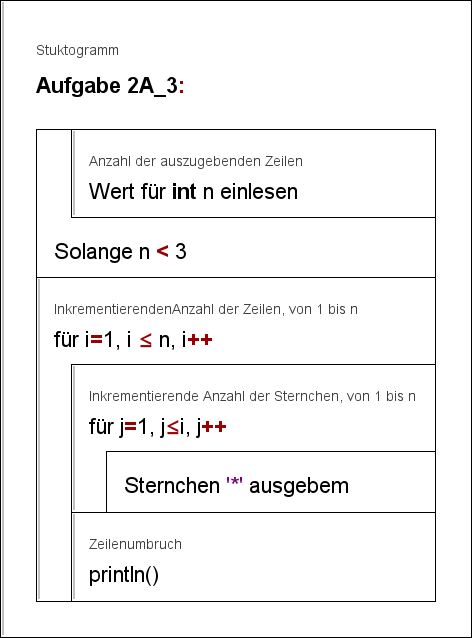 Stuktogramm
Aufgabe 2A_3:
Anzahl der auszugebenden Zeilen
Wert für int n einlesen
Solange n < 3
InkrementierendenAnzahl der Zeilen, von 1 bis n
für i=1, i ≤ n, i++
Inkrementierende Anzahl der Sternchen, von 1 bis n
für j=1, j≤i, j++
Sternchen '*' ausgebem
Zeilenumbruch
println()